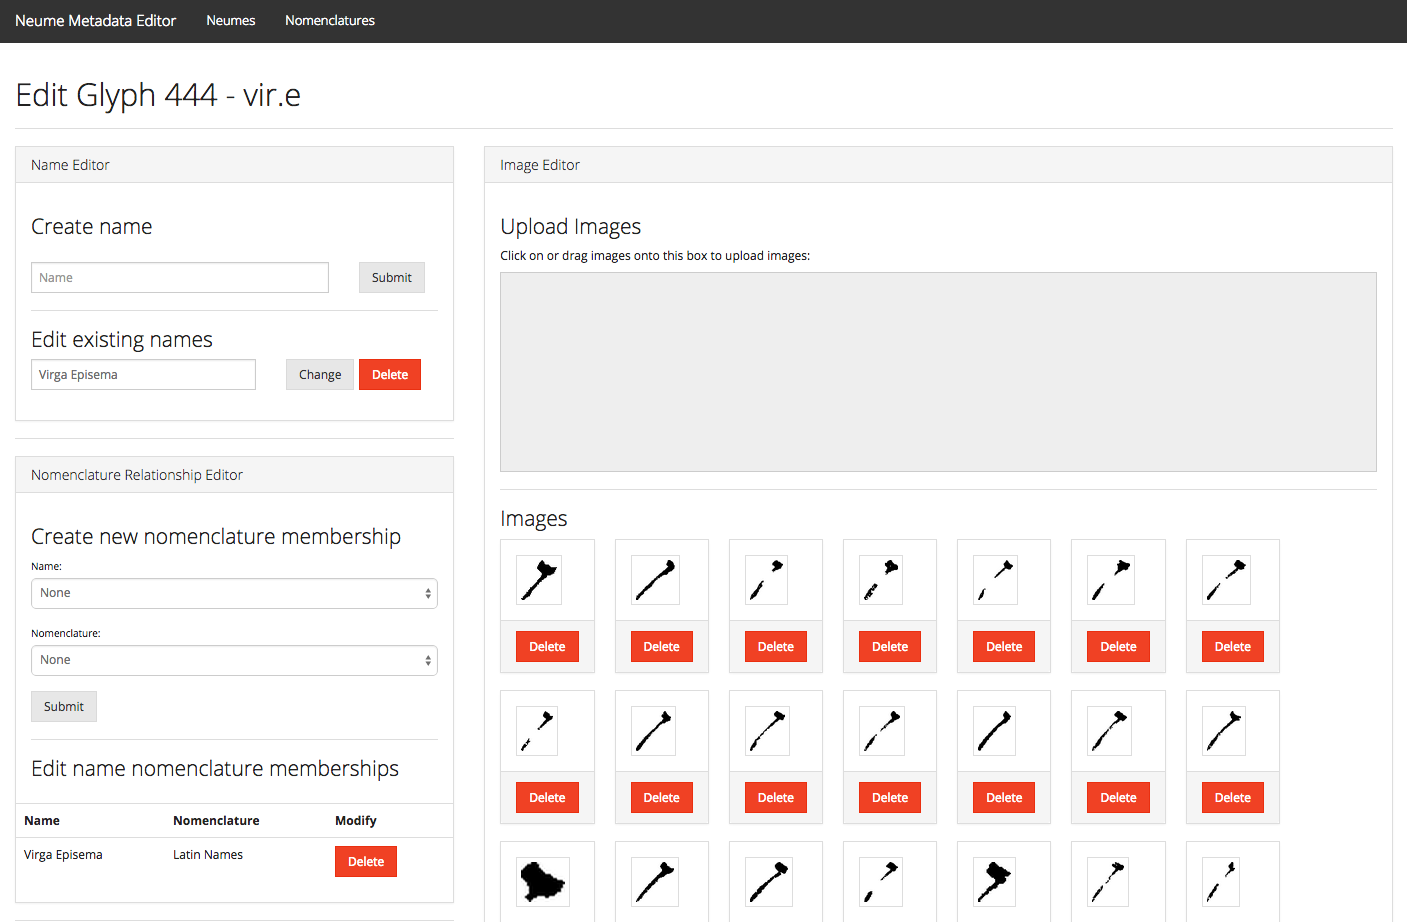 Neume Metadata Editor Neumes Nomenclatures
Edit Glyph 444 - vir.e
Name Editor
Create name
Name Submit
Edit existing names
Virga Episema Change Delete
Nomenclature Relationship Editor
Create new nomenclature membership
Name:
None
Nomenclature:
None
Submit
Edit name nomenclature memberships
Name Nomenclature Modify
Virga Episema Latin Names Delete
Image Editor
Upload Images
Click on or drag images onto this box to upload images:
Images
Delete Delete Delete Delete Delete Delete Delete
Delete Delete Delete Delete Delete Delete Delete